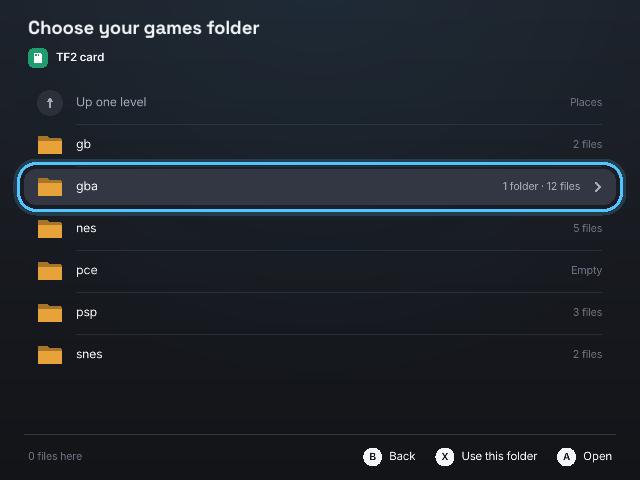 Choose your games folder
TF2 card
Up one level Places
gb 2 files
gba 1 folder · 12 files
nes 5 files
pce Empty
psp 3 files
snes 2 files
0 files here B Back X Use this folder A Open